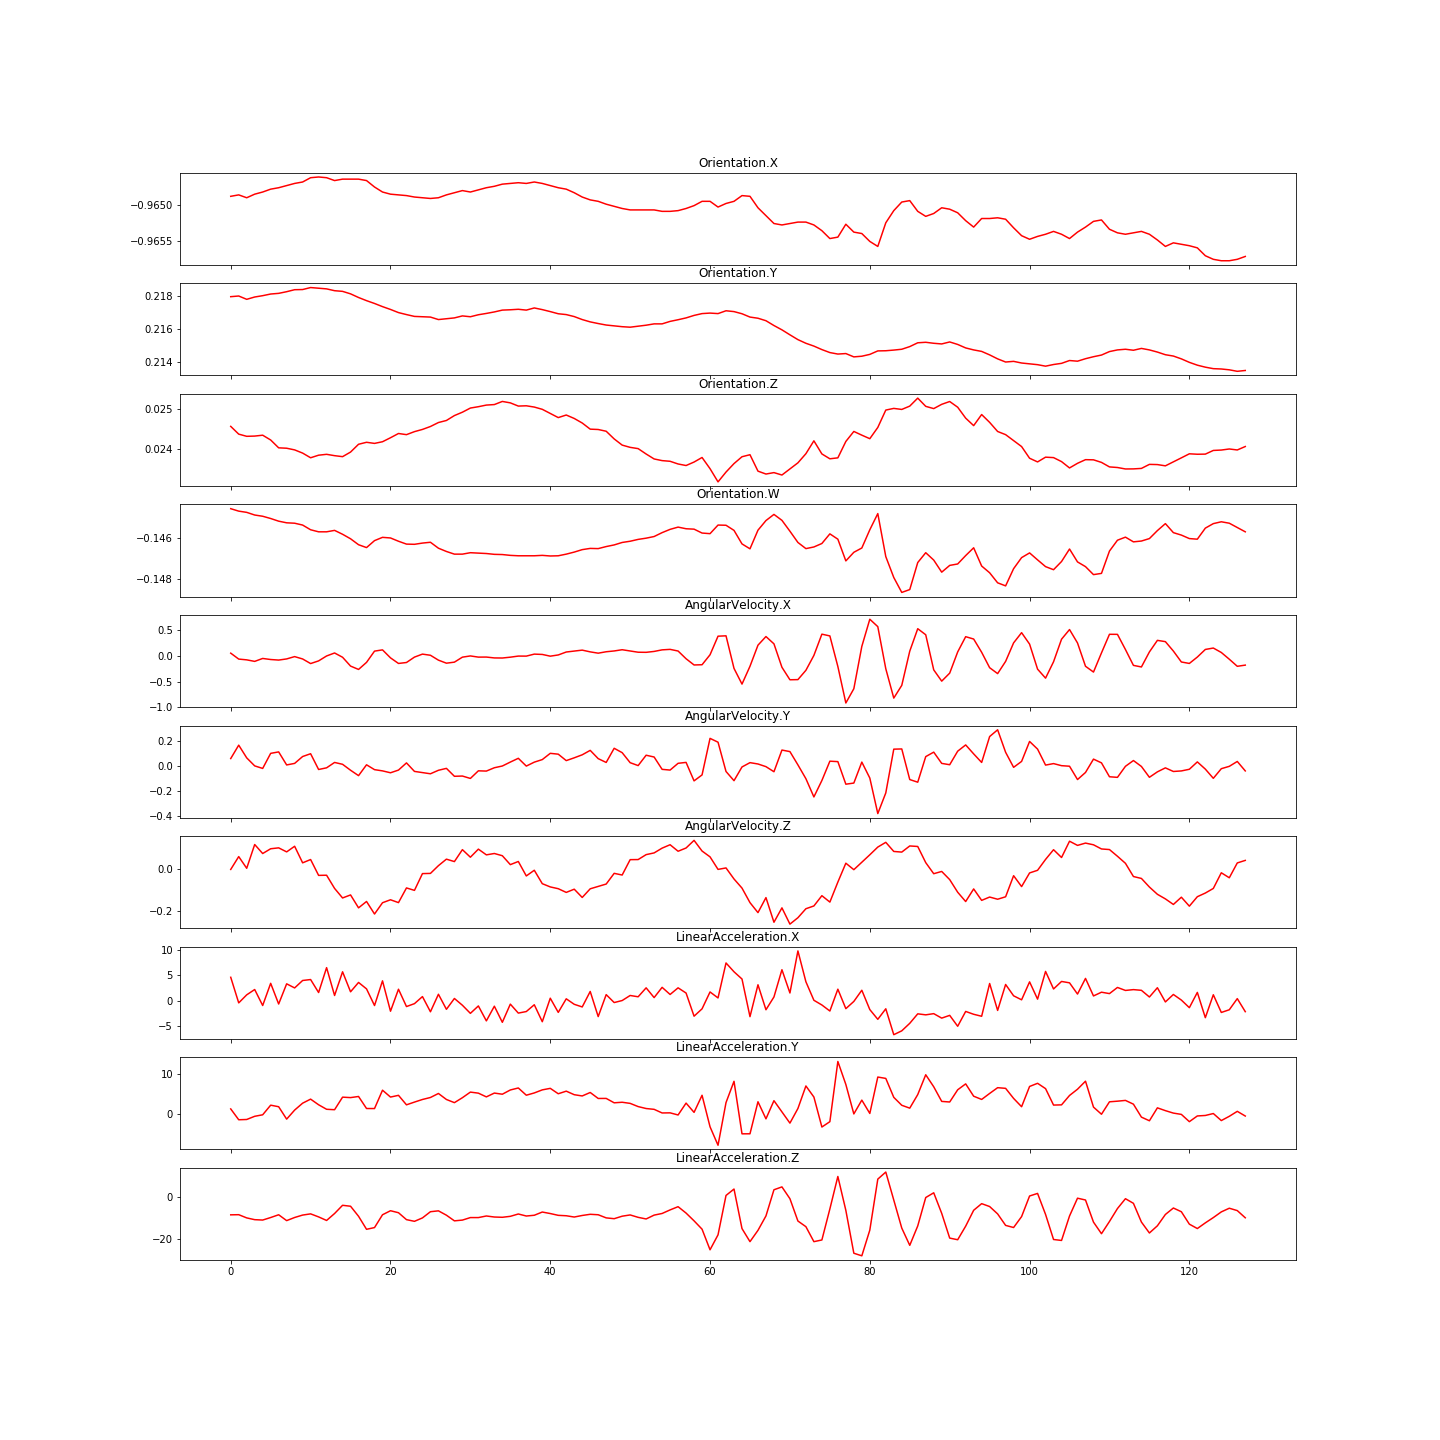 Orientation.X
−0.9650
−0.9655
Orientation.Y
0.218
0.216
0.214
Orientation.Z
0.025
0.024
Orientation.W
−0.146
−0.148
AngularVelocity.X
0.5
0.0
−0.5
−1.0
AngularVelocity.Y
0.2
0.0
−0.2
−0.4
AngularVelocity.Z
0.0
−0.2
LinearAcceleration.X
10
5
0
−5
LinearAcceleration.Y
10
0
LinearAcceleration.Z
0
−20
0 20 40 60 80 100 120